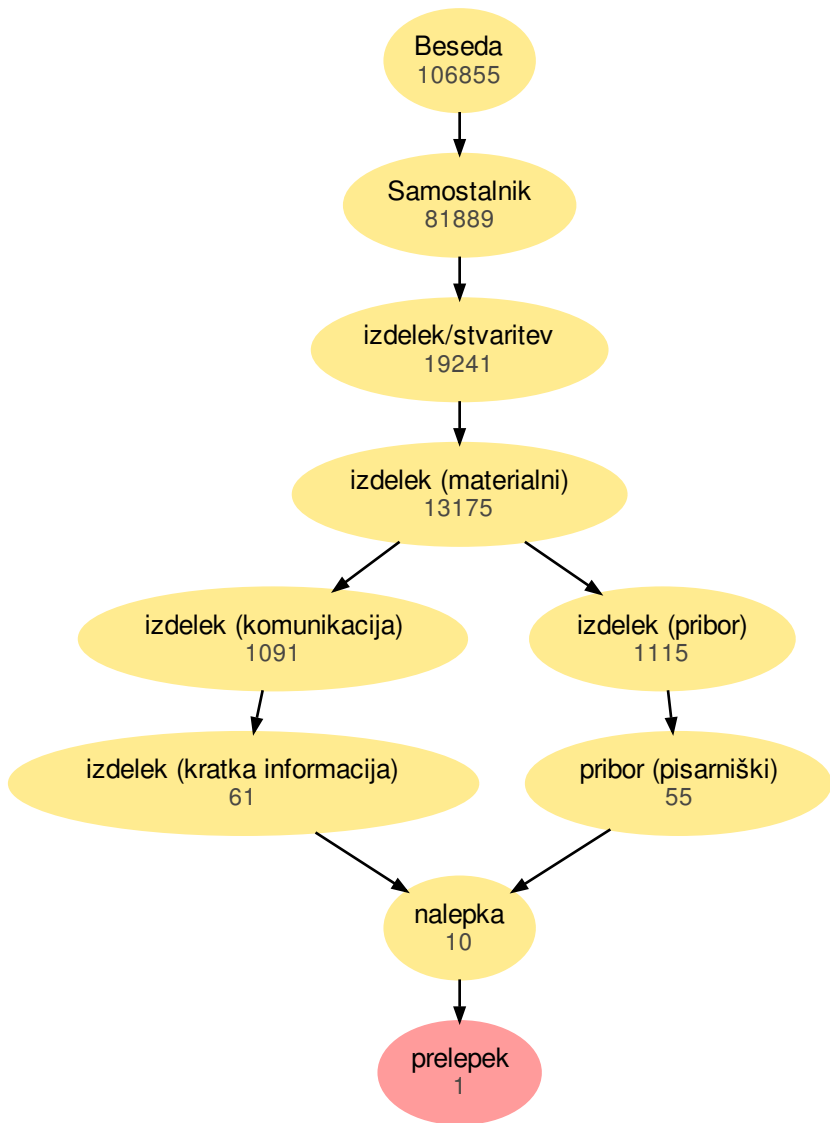 Beseda
106855
Samostalnik
81889
izdelek/stvaritev
19241
izdelek (materialni)
13175
izdelek (komunikacija)
1091
izdelek (pribor)
1115
izdelek (kratka informacija)
61
pribor (pisarniški)
55
nalepka
10
prelepek
1